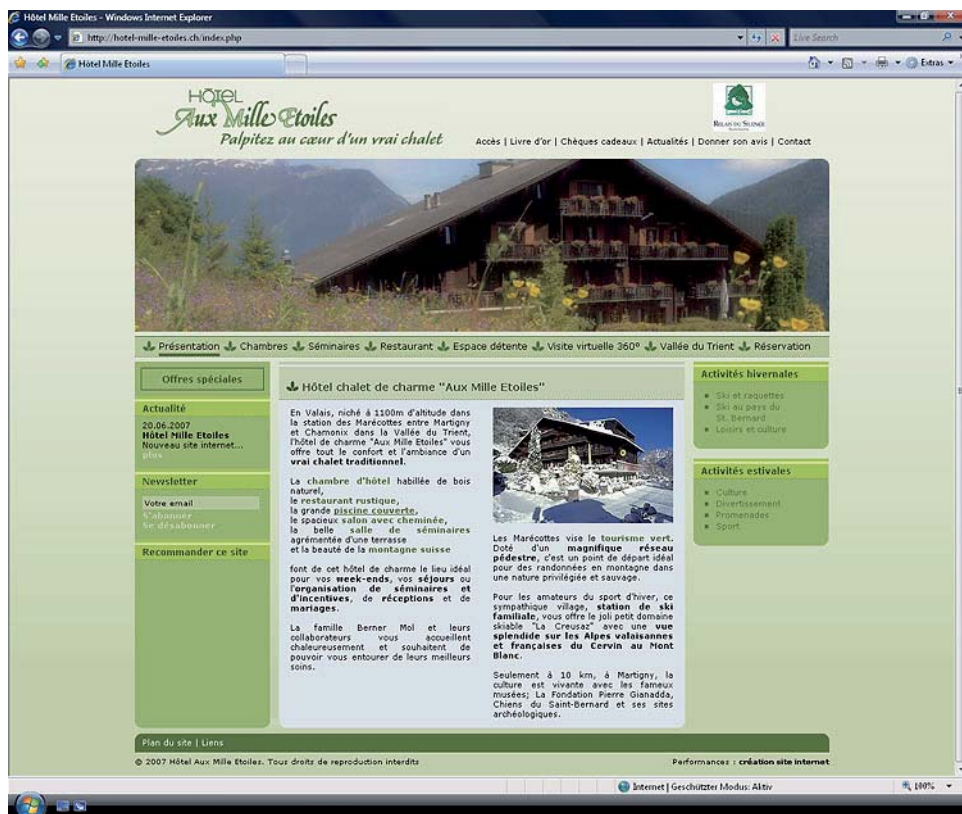 Hôtel Mille Etoiles - Windows Internet Explorer
http://hotel-mille-etoiles.ch/index.php
Live Search
Hôtel Mille Etoiles
Extras
HÔTEL
Aux Mille Etoiles
Palpitez au cœur d'un vrai chalet
RELAIS DU SILENCE
Accès | Livre d'or | Chèques cadeaux | Actualités | Donner son avis | Contact
Présentation Chambres Séminaires Restaurant Espace détente Visite virtuelle 360° Vallée du Trient Réservation
Offres spéciales
Actualité
20.06.2007
Hôtel Mille Etoiles
Nouveau site internet...
plus
Newsletter
Votre email
S'abonner
Se désabonner
Recommander ce site
Hôtel chalet de charme "Aux Mille Etoiles"
En Valais, niché à 1100m d'altitude dans
la station des Marécottes entre Martigny
et Chamonix dans la Vallée du Trient,
l'hôtel de charme "Aux Mille Etoiles" vous
offre tout le confort et l'ambiance d'un
vrai chalet traditionnel.
La chambre d'hôtel habillée de bois
naturel,
le restaurant rustique,
la grande piscine couverte,
le spacieux salon avec cheminée,
la belle salle de séminaires
agrémentée d'une terrasse
et la beauté de la montagne suisse
font de cet hôtel de charme le lieu idéal
pour vos week-ends, vos séjours ou
l'organisation de séminaires et
d'incentives, de réceptions et de
mariages.
La famille Berner Mol et leurs
collaborateurs vous accueillent
chaleureusement et souhaitent de
pouvoir vous entourer de leurs meilleurs
soins.
Les Marécottes vise le tourisme vert.
Doté d'un magnifique réseau
pédestre, c'est un point de départ idéal
pour des randonnées en montagne dans
une nature privilégiée et sauvage.
Pour les amateurs du sport d'hiver, ce
sympathique village, station de ski
familiale, vous offre le joli petit domaine
skiable "La Creusaz" avec une vue
splendide sur les Alpes valaisannes
et françaises du Cervin au Mont
Blanc.
Seulement à 10 km, à Martigny, la
culture est vivante avec les fameux
musées; La Fondation Pierre Gianadda,
Chiens du Saint-Bernard et ses sites
archéologiques.
Activités hivernales
Ski et raquettes
Ski au pays du
St. Bernard
Loisirs et culture
Activités estivales
Culture
Divertissement
Promenades
Sport
Plan du site | Liens
© 2007 Hôtel Aux Mille Etoiles. Tous droits de reproduction interdits
Performances : création site internet
Internet | Geschützter Modus: Aktiv
100%